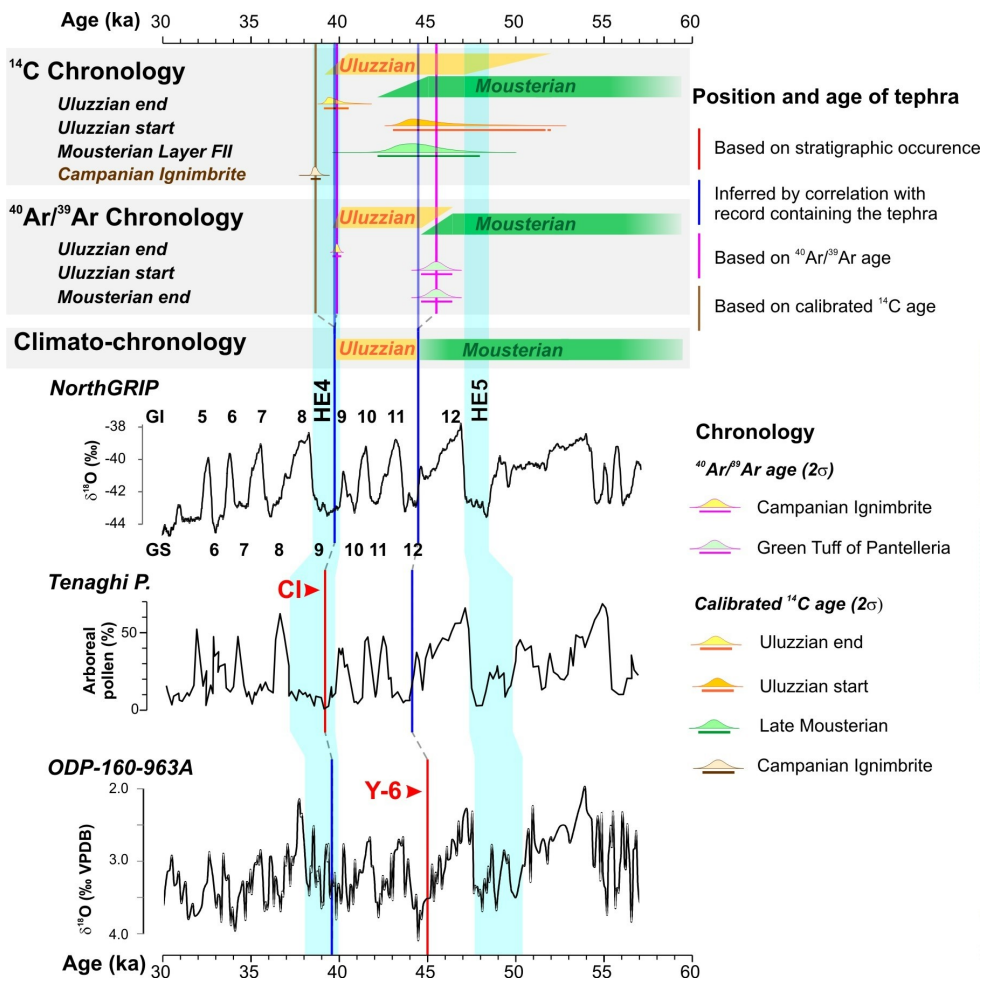 Age (ka) 30 35 40 45 50 55 60
¹⁴C Chronology
Uluzzian
Mousterian
Uluzzian end
Uluzzian start
Mousterian Layer FII
Campanian Ignimbrite
⁴⁰Ar/³⁹Ar Chronology
Uluzzian
Mousterian
Uluzzian end
Uluzzian start
Mousterian end
Climato-chronology
Uluzzian
Mousterian
Position and age of tephra
Based on stratigraphic occurence
Inferred by correlation with
record containing the tephra
Based on ⁴⁰Ar/³⁹Ar age
Based on calibrated ¹⁴C age
NorthGRIP
HE4
HE5
GI 5 6 7 8 9 10 11 12
-38
-40
-42
-44
δ¹⁸O (‰)
GS 6 7 8 9 10 11 12
Tenaghi P.
CI
50
0
Arboreal
pollen (%)
ODP-160-963A
Y-6
2.0
3.0
4.0
δ¹⁸O (‰ VPDB)
Age (ka) 30 35 40 45 50 55 60
Chronology
⁴⁰Ar/³⁹Ar age (2σ)
Campanian Ignimbrite
Green Tuff of Pantelleria
Calibrated ¹⁴C age (2σ)
Uluzzian end
Uluzzian start
Late Mousterian
Campanian Ignimbrite